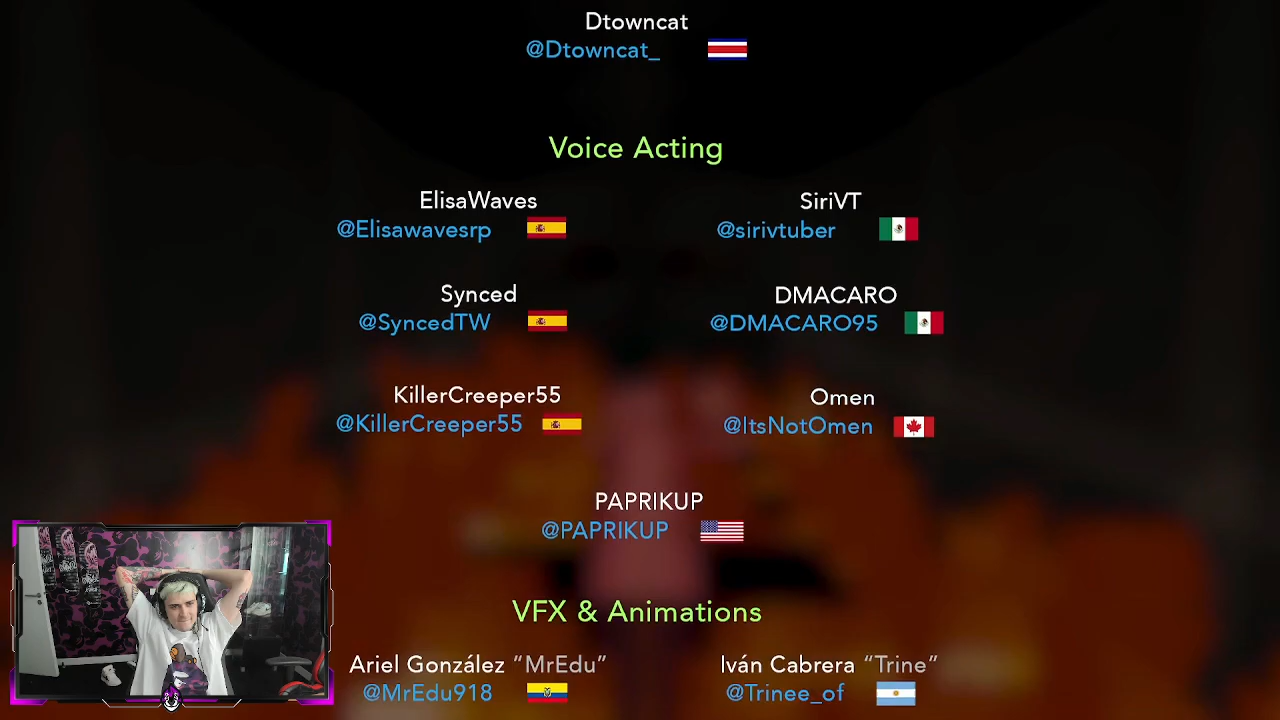 Dtowncat
@Dtowncat_
Voice Acting
ElisaWaves
@Elisawavesrp
SiriVT
@sirivtuber
Synced
@SyncedTW
DMACARO
@DMACARO95
KillerCreeper55
@KillerCreeper55
Omen
@ItsNotOmen
PAPRIKUP
@PAPRIKUP
VFX & Animations
Ariel González “MrEdu”
@MrEdu918
Iván Cabrera “Trine”
@Trinee_of